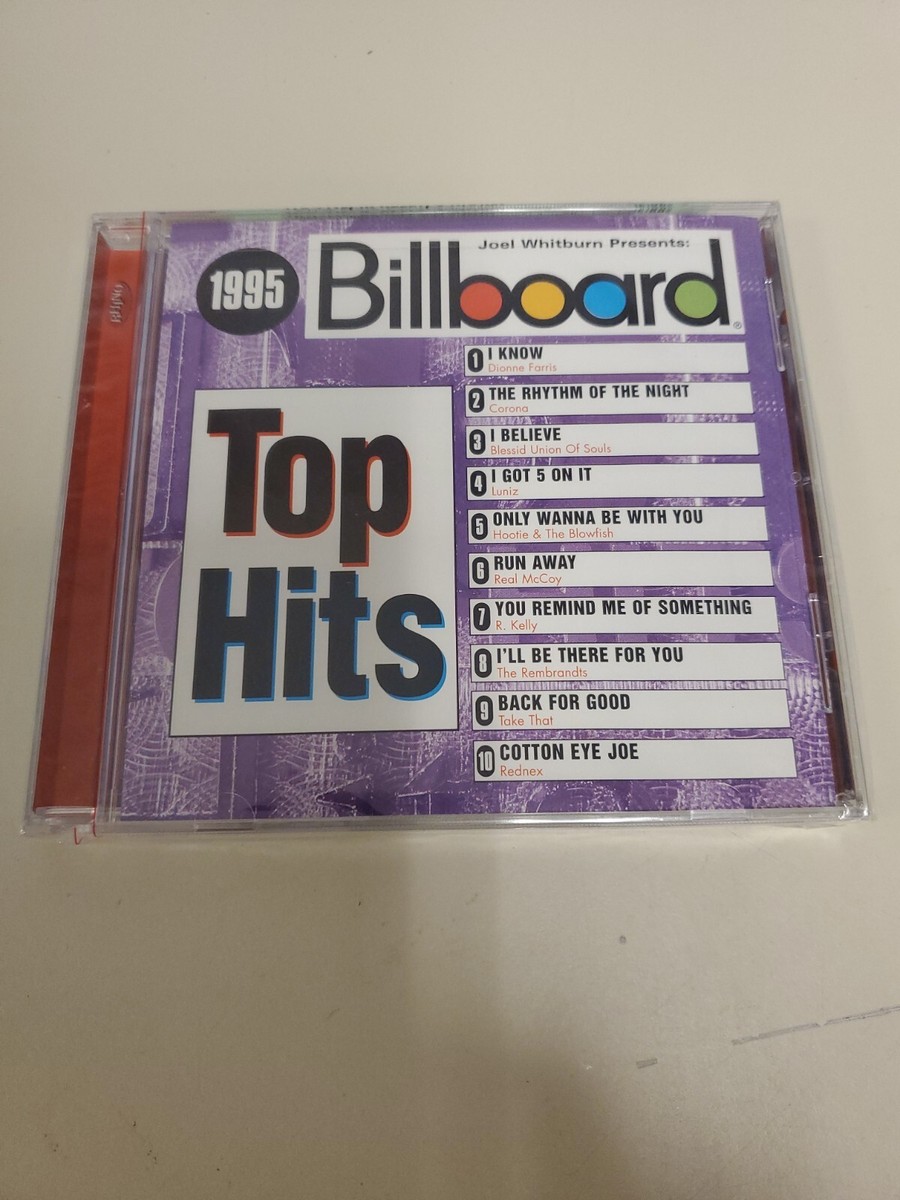 Joel Whitburn Presents:
1995
Billboard®
RHINO
Top
Hits
1 I KNOW
Dionne Farris
2 THE RHYTHM OF THE NIGHT
Corona
3 I BELIEVE
Blessid Union Of Souls
4 I GOT 5 ON IT
Luniz
5 ONLY WANNA BE WITH YOU
Hootie & The Blowfish
6 RUN AWAY
Real McCoy
7 YOU REMIND ME OF SOMETHING
R. Kelly
8 I'LL BE THERE FOR YOU
The Rembrandts
9 BACK FOR GOOD
Take That
10 COTTON EYE JOE
Rednex